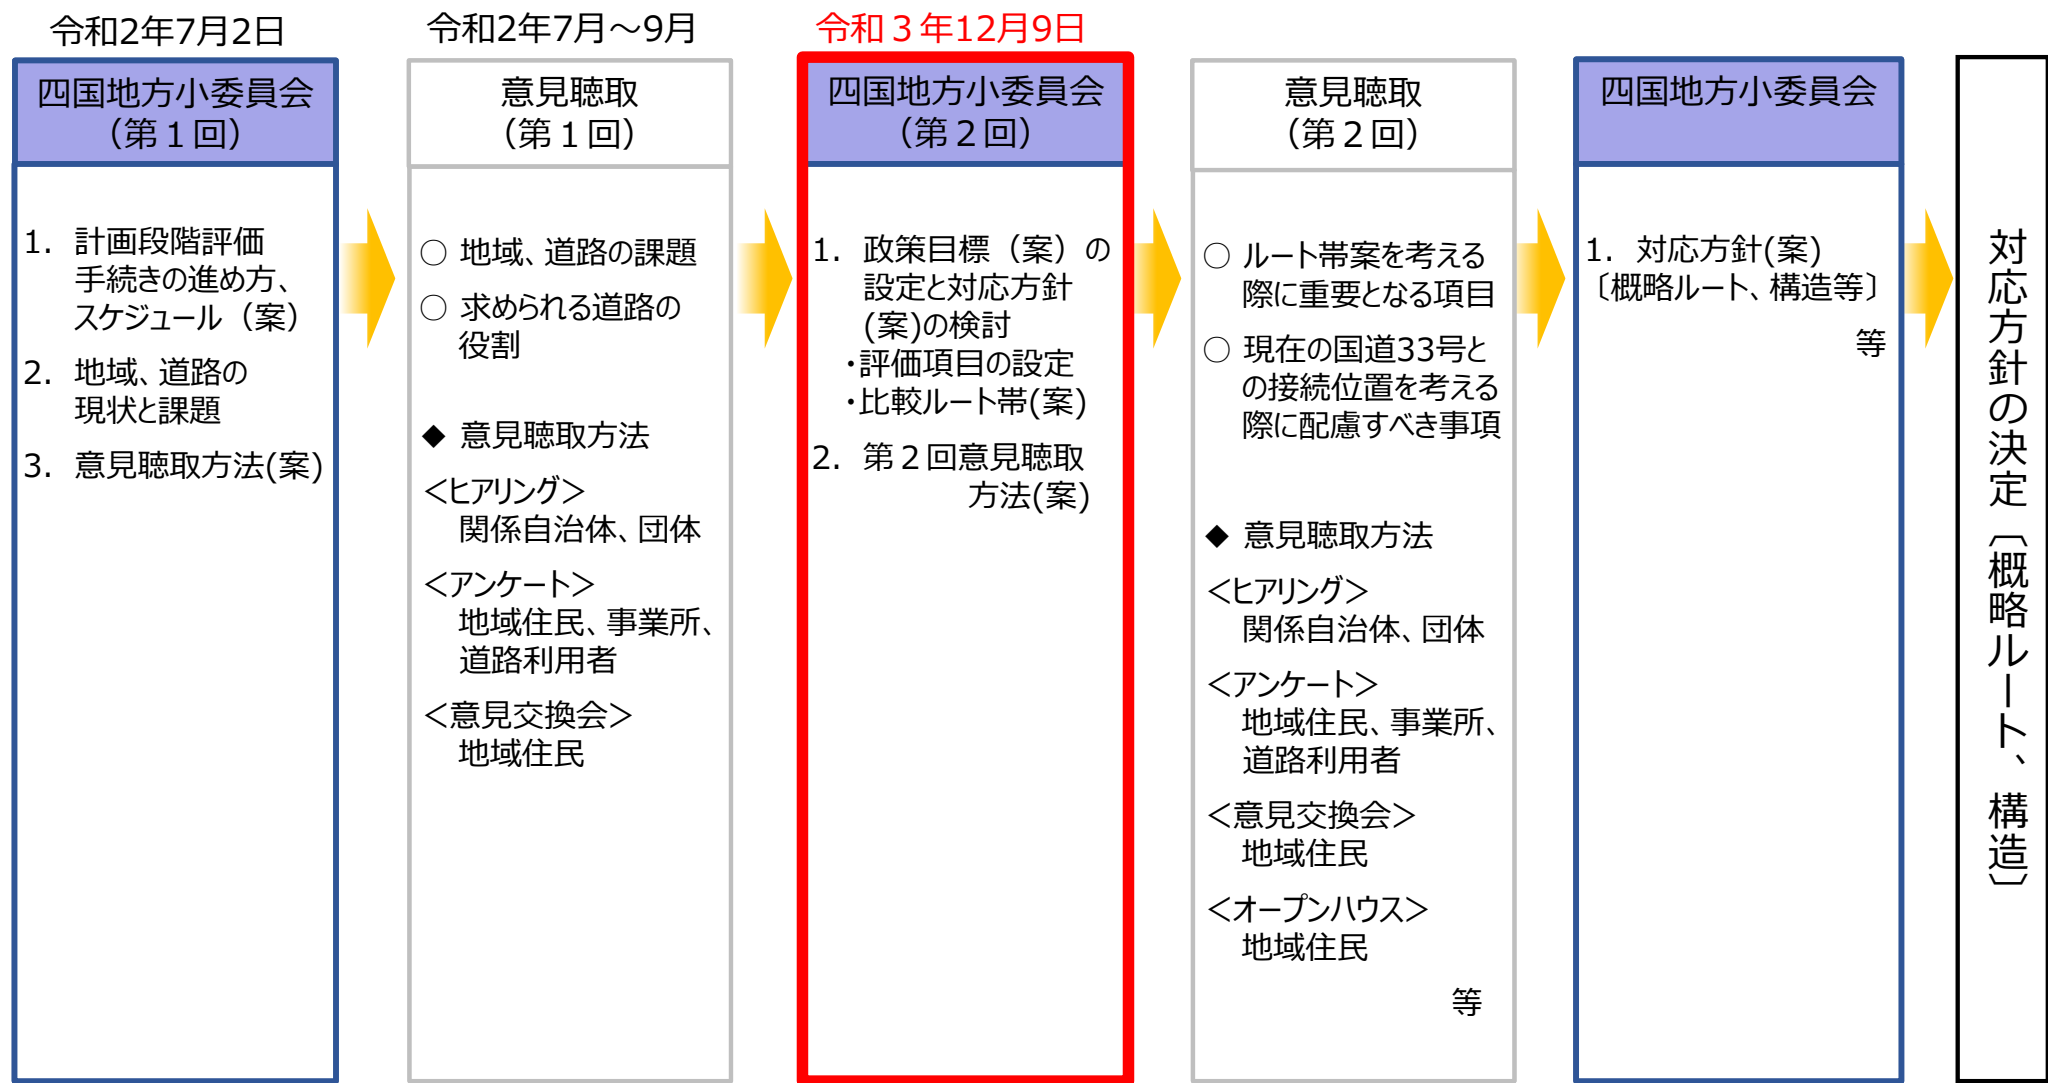 令和2年7月2日
四国地方小委員会
（第１回）
1. 計画段階評価
手続きの進め方、
スケジュール（案）
2. 地域、道路の
現状と課題
3. 意見聴取方法(案)
令和2年7月～9月
意見聴取
（第１回）
○ 地域、道路の課題
○ 求められる道路の
役割
◆ 意見聴取方法
＜ヒアリング＞
関係自治体、団体
＜アンケート＞
地域住民、事業所、
道路利用者
＜意見交換会＞
地域住民
令和３年12月9日
四国地方小委員会
（第２回）
1. 政策目標（案）の
設定と対応方針
(案)の検討
・評価項目の設定
・比較ルート帯(案)
2. 第２回意見聴取
方法(案)
意見聴取
（第２回）
○ ルート帯案を考える
際に重要となる項目
○ 現在の国道33号と
の接続位置を考える
際に配慮すべき事項
◆ 意見聴取方法
＜ヒアリング＞
関係自治体、団体
＜アンケート＞
地域住民、事業所、
道路利用者
＜意見交換会＞
地域住民
＜オープンハウス＞
地域住民
等
四国地方小委員会
1. 対応方針(案)
〔概略ルート、構造等〕
等
対応方針の決定〔概略ルート、構造〕